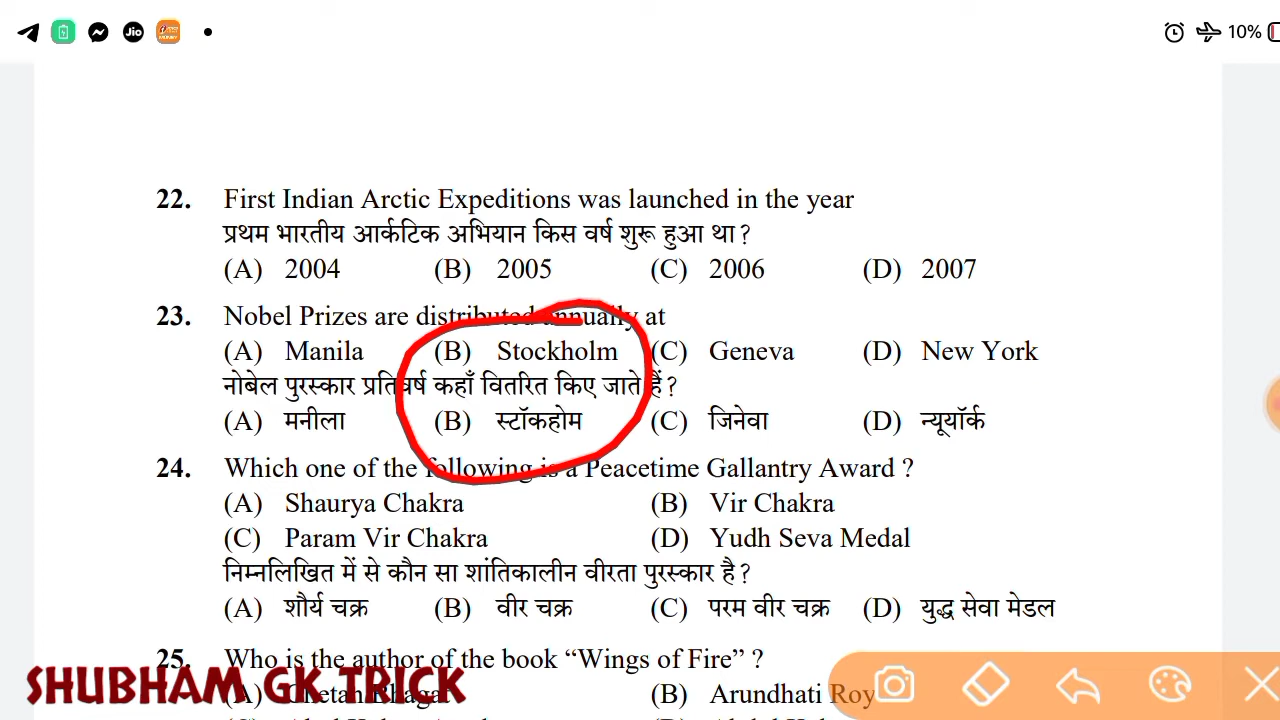 Jio
10%
22. First Indian Arctic Expeditions was launched in the year
प्रथम भारतीय आर्कटिक अभियान किस वर्ष शुरू हुआ था?
(A) 2004 (B) 2005 (C) 2006 (D) 2007
23. Nobel Prizes are distributed annually at
(A) Manila (B) Stockholm (C) Geneva (D) New York
नोबेल पुरस्कार प्रतिवर्ष कहाँ वितरित किए जाते हैं?
(A) मनीला (B) स्टॉकहोम (C) जिनेवा (D) न्यूयॉर्क
24. Which one of the following is a Peacetime Gallantry Award ?
(A) Shaurya Chakra (B) Vir Chakra
(C) Param Vir Chakra (D) Yudh Seva Medal
निम्नलिखित में से कौन सा शांतिकालीन वीरता पुरस्कार है?
(A) शौर्य चक्र (B) वीर चक्र (C) परम वीर चक्र (D) युद्ध सेवा मेडल
25. Who is the author of the book “Wings of Fire” ?
SHUBHAM GK TRICK
(A) Chetan Bhagat (B) Arundhati Roy